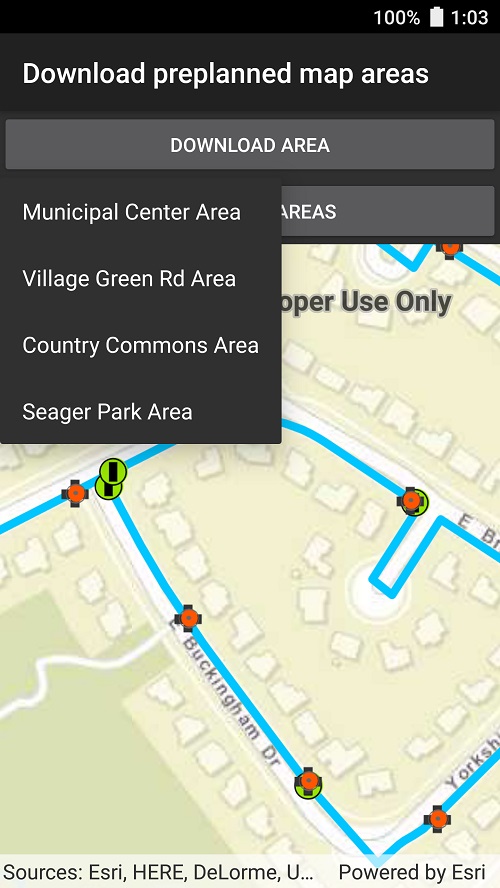 100% 1:03
Download preplanned map areas
DOWNLOAD AREA
Municipal Center Area
AREAS
Village Green Rd Area
oper Use Only
Country Commons Area
Seager Park Area
E Br
Buckingham Dr
Yorksh
Sources: Esri, HERE, DeLorme, U...
Powered by Esri